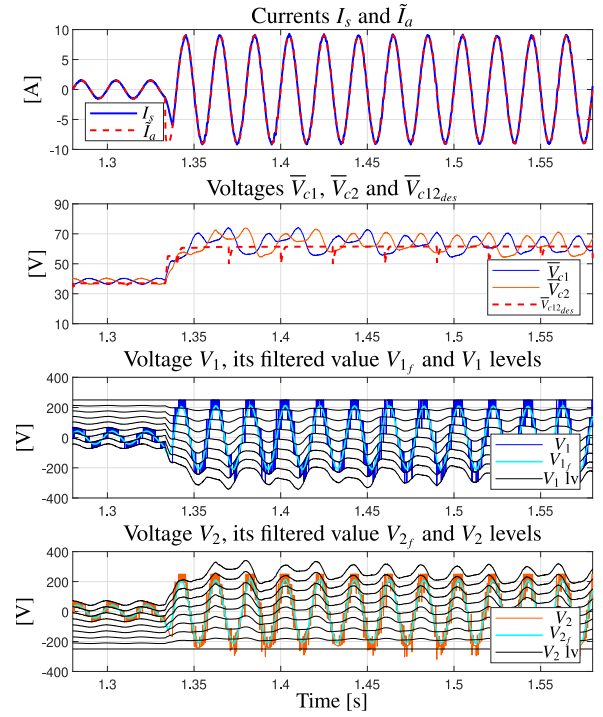 Currents I_s and Ĩ_a
[A]
10
5
0
-5
-10
I_s
Ĩ_a
1.3 1.35 1.4 1.45 1.5 1.55
Voltages V̅_c1, V̅_c2 and V̅_c12_des
[V]
90
70
50
30
10
V̅_c1
V̅_c2
V̅_c12_des
1.3 1.35 1.4 1.45 1.5 1.55
Voltage V_1, its filtered value V_1_f and V_1 levels
[V]
400
200
0
-200
-400
V_1
V_1_f
V_1 lv
1.3 1.35 1.4 1.45 1.5 1.55
Voltage V_2, its filtered value V_2_f and V_2 levels
[V]
400
200
0
-200
-400
V_2
V_2_f
V_2 lv
1.3 1.35 1.4 1.45 1.5 1.55
Time [s]